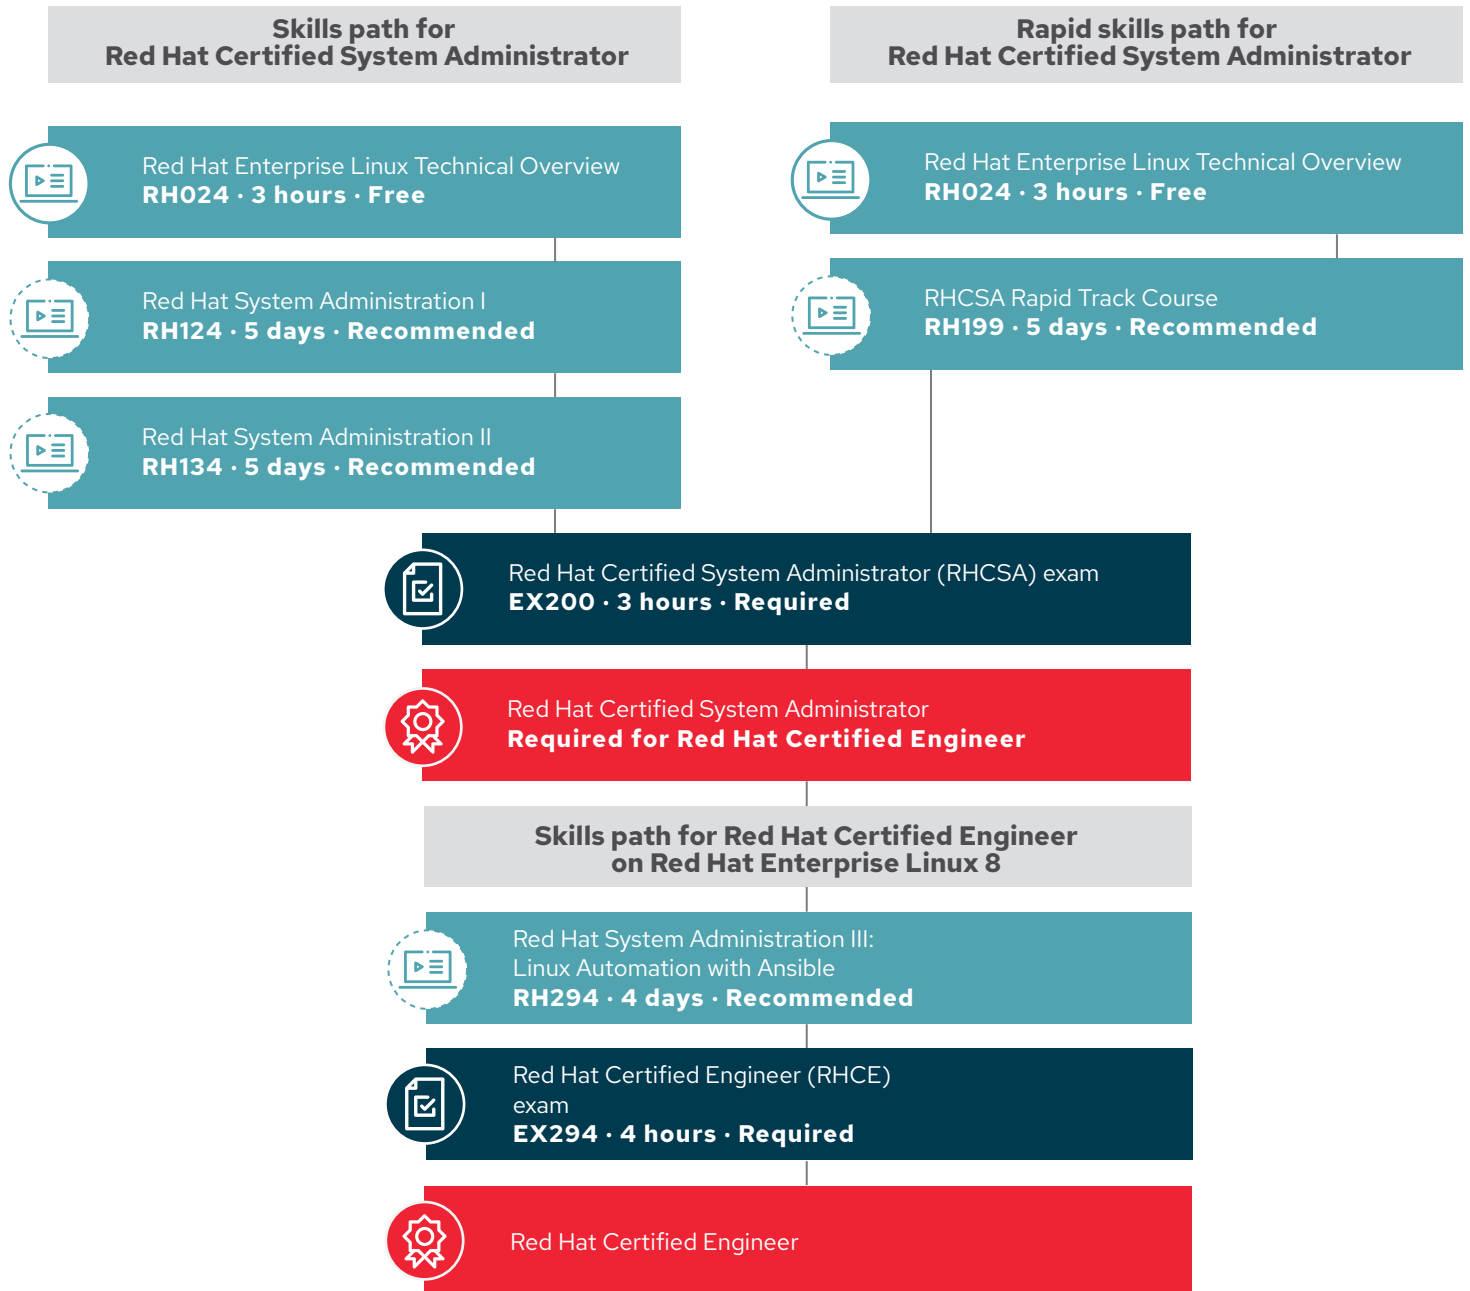 Skills path for
Red Hat Certified System Administrator
Red Hat Enterprise Linux Technical Overview
RH024 · 3 hours · Free
Red Hat System Administration I
RH124 · 5 days · Recommended
Red Hat System Administration II
RH134 · 5 days · Recommended
Rapid skills path for
Red Hat Certified System Administrator
Red Hat Enterprise Linux Technical Overview
RH024 · 3 hours · Free
RHCSA Rapid Track Course
RH199 · 5 days · Recommended
Red Hat Certified System Administrator (RHCSA) exam
EX200 · 3 hours · Required
Red Hat Certified System Administrator
Required for Red Hat Certified Engineer
Skills path for Red Hat Certified Engineer
on Red Hat Enterprise Linux 8
Red Hat System Administration III:
Linux Automation with Ansible
RH294 · 4 days · Recommended
Red Hat Certified Engineer (RHCE)
exam
EX294 · 4 hours · Required
Red Hat Certified Engineer